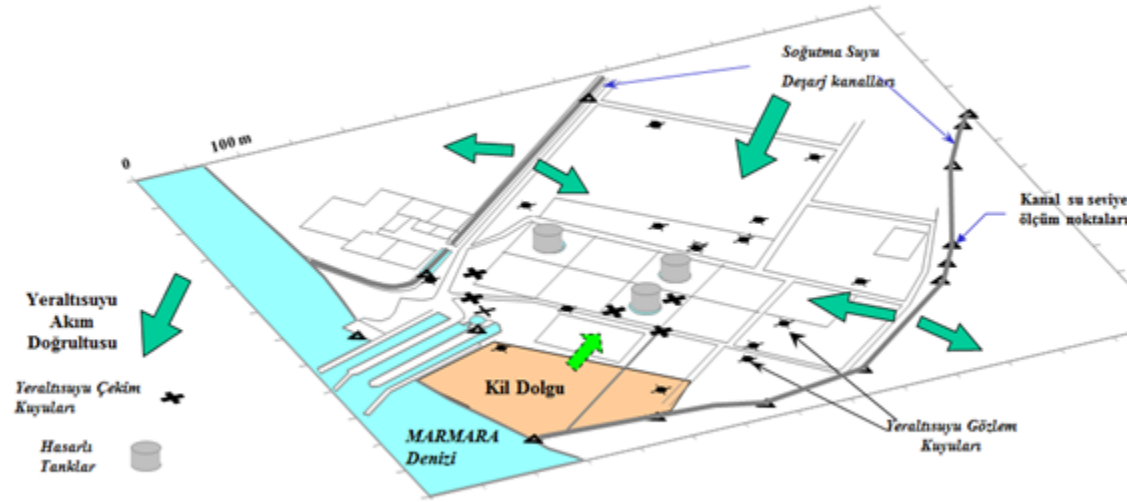 Soğutma Suyu
Deşarj kanalları
0
100 m
Kanal su seviye
ölçüm noktaları
Yeraltısuyu
Akım
Doğrultusu
Yeraltısuyu Çekim
Kuyuları
Hasarlı
Tanklar
Kil Dolgu
MARMARA
Denizi
Yeraltısuyu Gözlem
Kuyuları